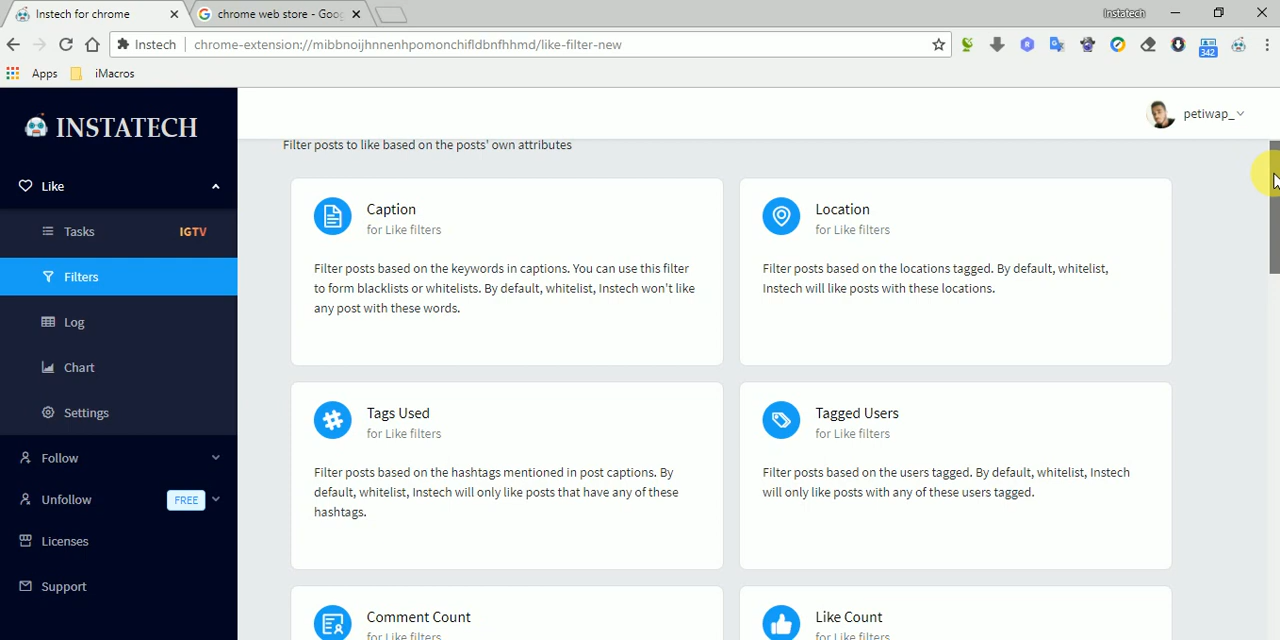 Instech for chrome
chrome web store - Goo
Instatech
Instech
chrome-extension://mibbnoijhnnenhpomonchifldbnfhhmd/like-filter-new
342
Apps
iMacros
INSTATECH
petiwap_
Like
Tasks
IGTV
Filters
Log
Chart
Settings
Follow
Unfollow
FREE
Licenses
Support
Filter posts to like based on the posts' own attributes
Caption
for Like filters
Filter posts based on the keywords in captions. You can use this filter
to form blacklists or whitelists. By default, whitelist, Instech won't like
any post with these words.
Location
for Like filters
Filter posts based on the locations tagged. By default, whitelist,
Instech will like posts with these locations.
Tags Used
for Like filters
Filter posts based on the hashtags mentioned in post captions. By
default, whitelist, Instech will only like posts that have any of these
hashtags.
Tagged Users
for Like filters
Filter posts based on the users tagged. By default, whitelist, Instech
will only like posts with any of these users tagged.
Comment Count
for Like filters
Like Count
for Like filters